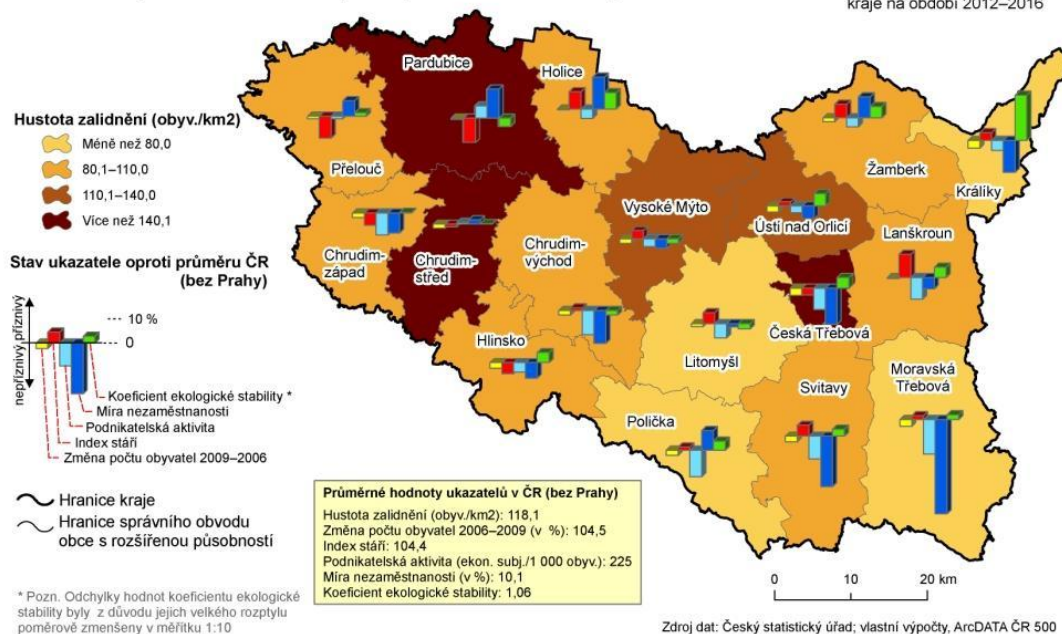 kraje na období 2012–2016
Hustota zalidnění (obyv./km2)
Méně než 80,0
80,1–110,0
110,1–140,0
Více než 140,1
Stav ukazatele oproti průměru ČR
(bez Prahy)
nepříznivý příznivý
10 %
0
Koeficient ekologické stability *
Míra nezaměstnanosti
Podnikatelská aktivita
Index stáří
Změna počtu obyvatel 2009–2006
Hranice kraje
Hranice správního obvodu
obce s rozšířenou působností
* Pozn. Odchylky hodnot koeficientu ekologické
stability byly z důvodu jejich velkého rozptylu
poměrově zmenšeny v měřítku 1:10
Pardubice
Holice
Přelouč
Žamberk
Králíky
Vysoké Mýto
Ústí nad Orlicí
Lanškroun
Chrudim-
západ
Chrudim-
střed
Chrudim-
východ
Česká Třebová
Hlinsko
Litomyšl
Moravská
Třebová
Svitavy
Polička
Průměrné hodnoty ukazatelů v ČR (bez Prahy)
Hustota zalidnění (obyv./km2): 118,1
Změna počtu obyvatel 2006–2009 (v %): 104,5
Index stáří: 104,4
Podnikatelská aktivita (ekon. subj./1 000 obyv.): 225
Míra nezaměstnanosti (v %): 10,1
Koeficient ekologické stability: 1,06
0 10 20 km
Zdroj dat: Český statistický úřad; vlastní výpočty, ArcDATA ČR 500